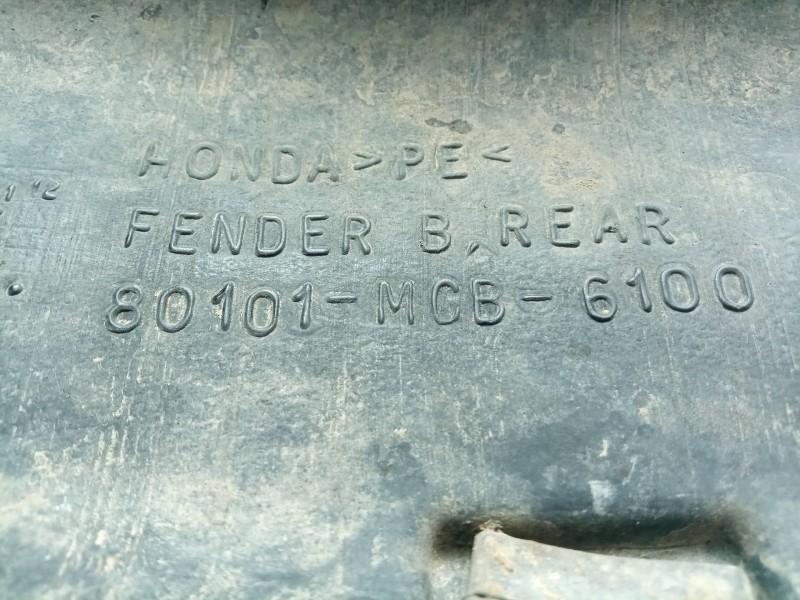 HONDA >PE<
FENDER B, REAR
80101-MCB-6100